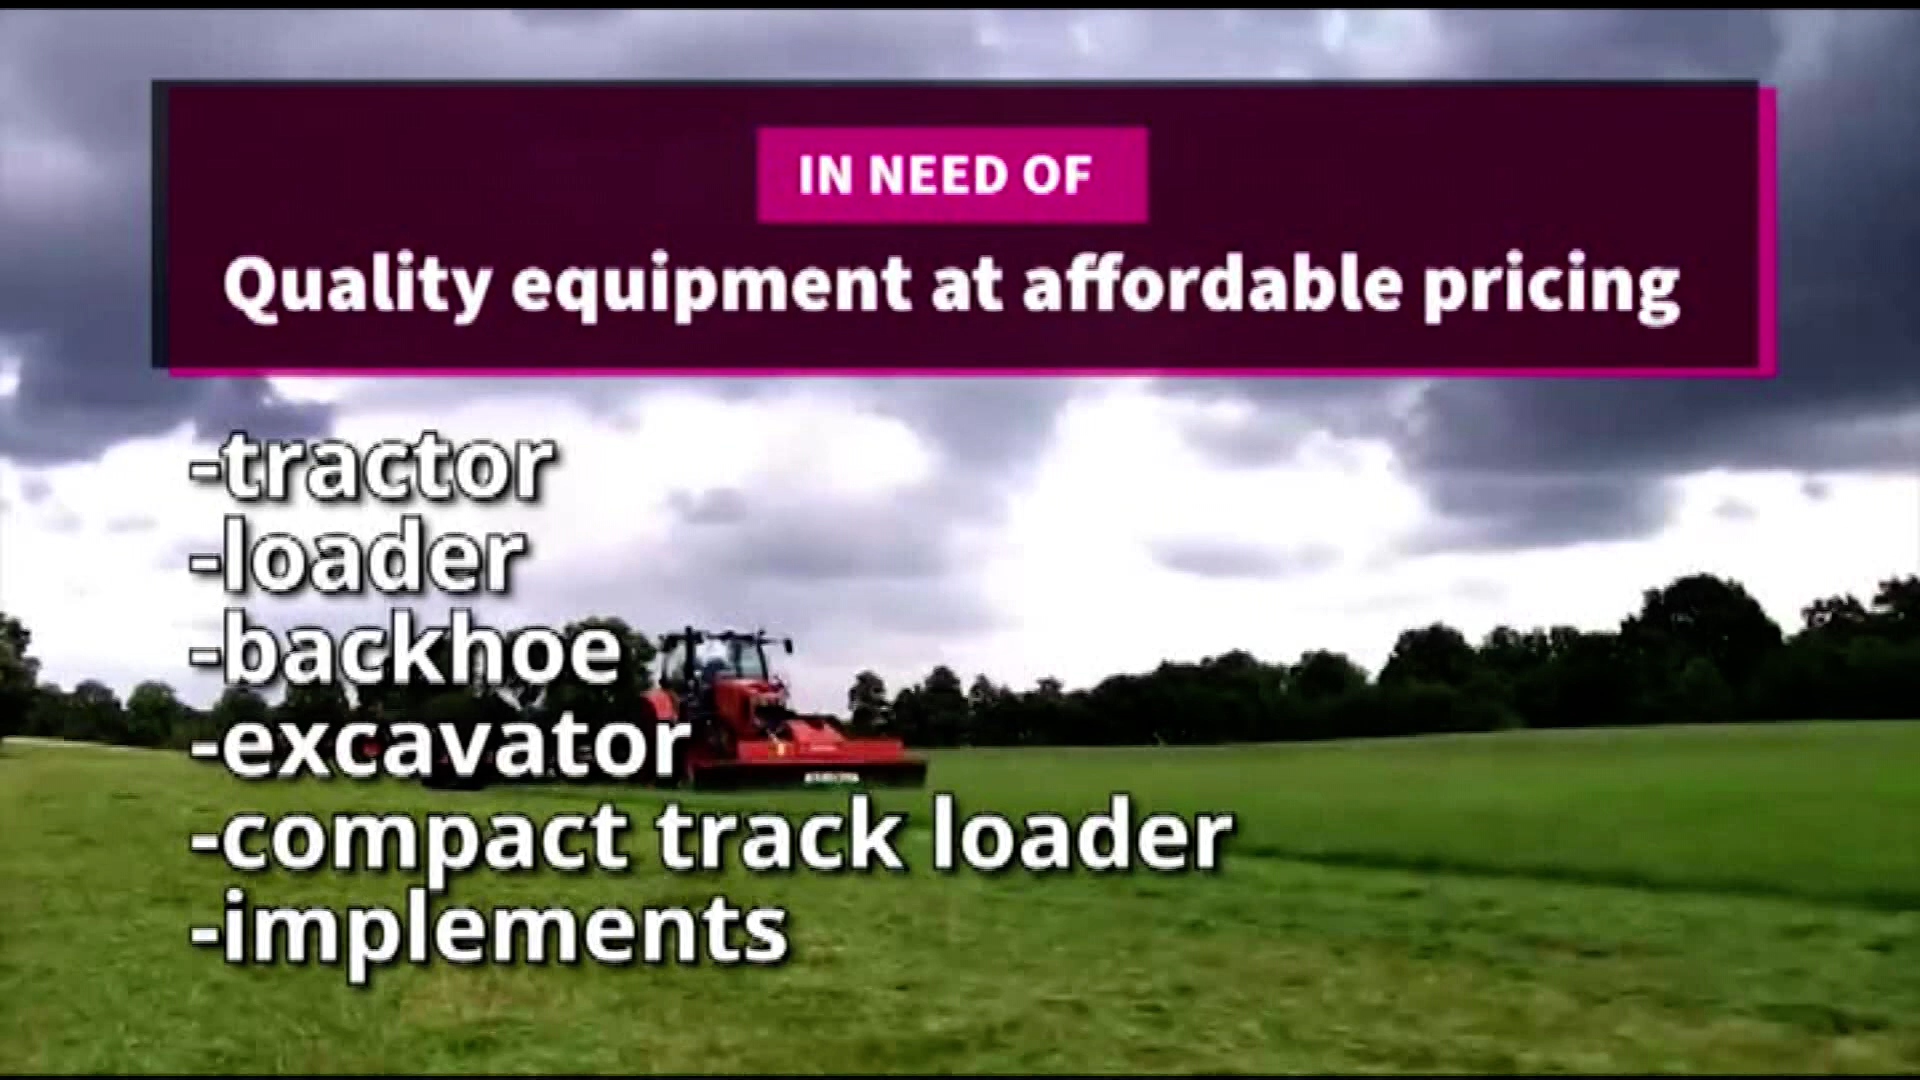 IN NEED OF
Quality equipment at affordable pricing
-tractor
-loader
-backhoe
-excavator
-compact track loader
-implements